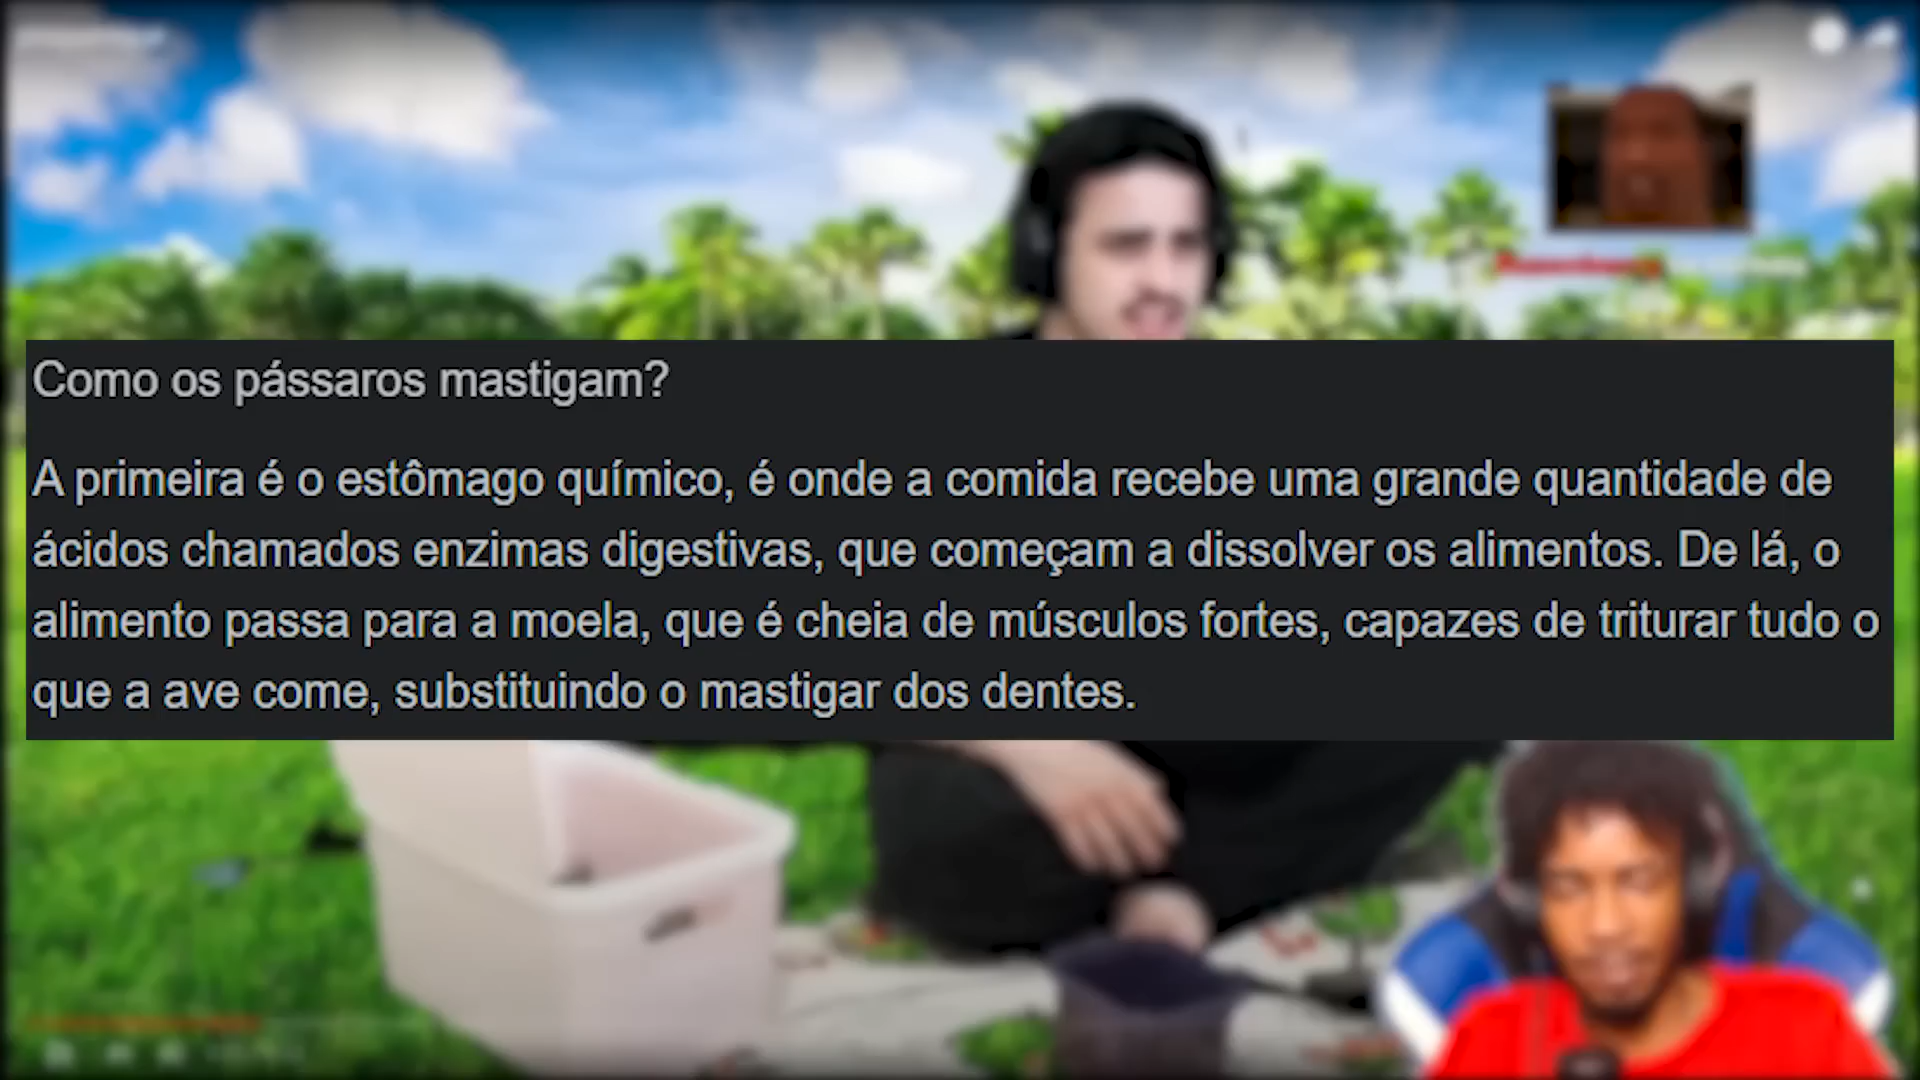 Como os pássaros mastigam?
A primeira é o estômago químico, é onde a comida recebe uma grande quantidade de
ácidos chamados enzimas digestivas, que começam a dissolver os alimentos. De lá, o
alimento passa para a moela, que é cheia de músculos fortes, capazes de triturar tudo o
que a ave come, substituindo o mastigar dos dentes.